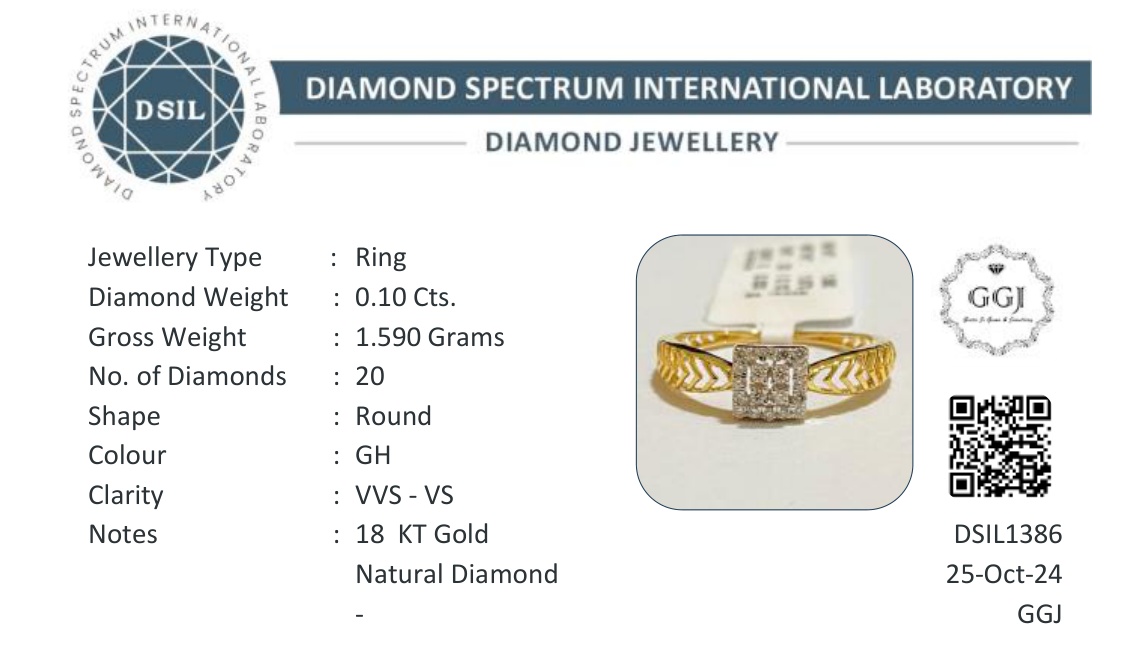 DIAMOND SPECTRUM INTERNATIONAL LABORATORY
DSIL
DIAMOND SPECTRUM INTERNATIONAL LABORATORY
DIAMOND JEWELLERY
Jewellery Type : Ring
Diamond Weight : 0.10 Cts.
Gross Weight : 1.590 Grams
No. of Diamonds : 20
Shape : Round
Colour : GH
Clarity : VVS - VS
Notes : 18 KT Gold
Natural Diamond
-
GGJ
DSIL1386
25-Oct-24
GGJ